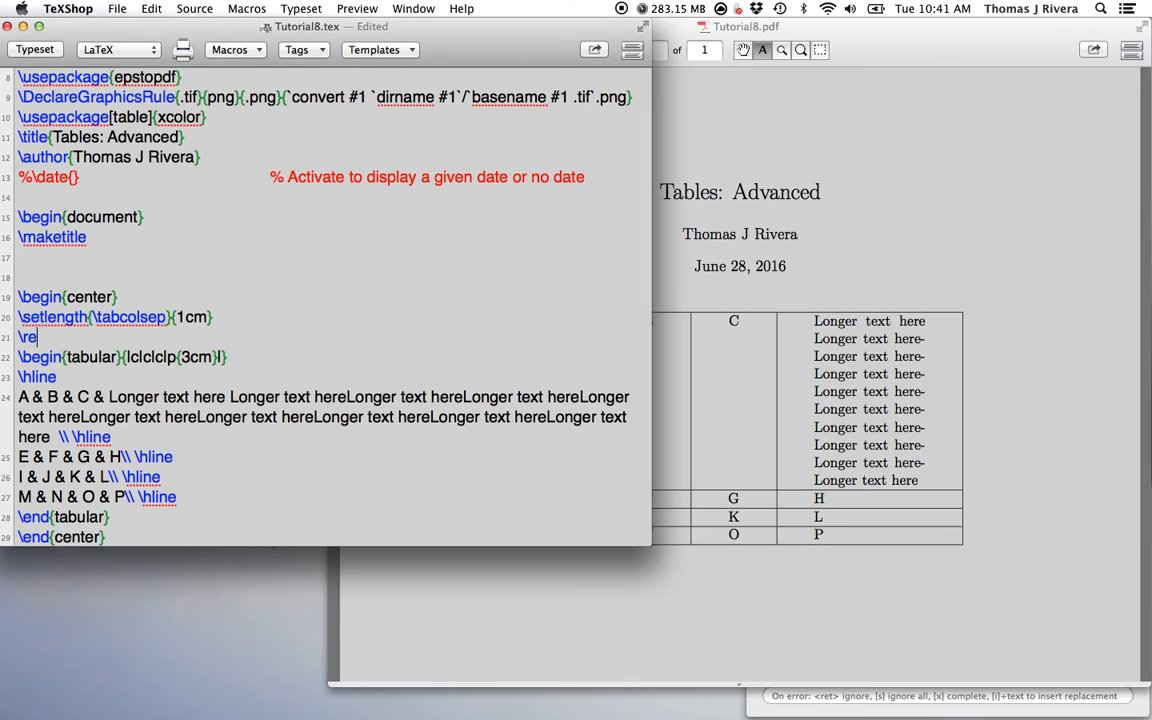 TeXShop File Edit Source Macros Typeset Preview Window Help 283.15 MB Tue 10:41 AM Thomas J Rivera
Tutorial8.tex — Edited
Typeset LaTeX Macros Tags Templates
8 \usepackage{epstopdf}
9 \DeclareGraphicsRule{.tif}{png}{.png}{`convert #1 `dirname #1`/`basename #1 .tif`.png}
10 \usepackage[table]{xcolor}
11 \title{Tables: Advanced}
12 \author{Thomas J Rivera}
13 %\date{} % Activate to display a given date or no date
14
15 \begin{document}
16 \maketitle
17
18
19 \begin{center}
20 \setlength{\tabcolsep}{1cm}
21 \re
22 \begin{tabular}{|c|c|c|p{3cm}|}
23 \hline
24 A & B & C & Longer text here Longer text hereLonger text hereLonger text hereLonger
text hereLonger text hereLonger text hereLonger text hereLonger text hereLonger text
here \\ \hline
25 E & F & G & H\\ \hline
26 I & J & K & L\\ \hline
27 M & N & O & P\\ \hline
28 \end{tabular}
29 \end{center}
Tutorial8.pdf
of 1 A
Tables: Advanced
Thomas J Rivera
June 28, 2016
C Longer text here
Longer text here-
Longer text here-
Longer text here-
Longer text here-
Longer text here-
Longer text here-
Longer text here-
Longer text here-
Longer text here
G H
K L
O P
On error: <ret> ignore, [s] ignore all, [x] complete, [i]+text to insert replacement